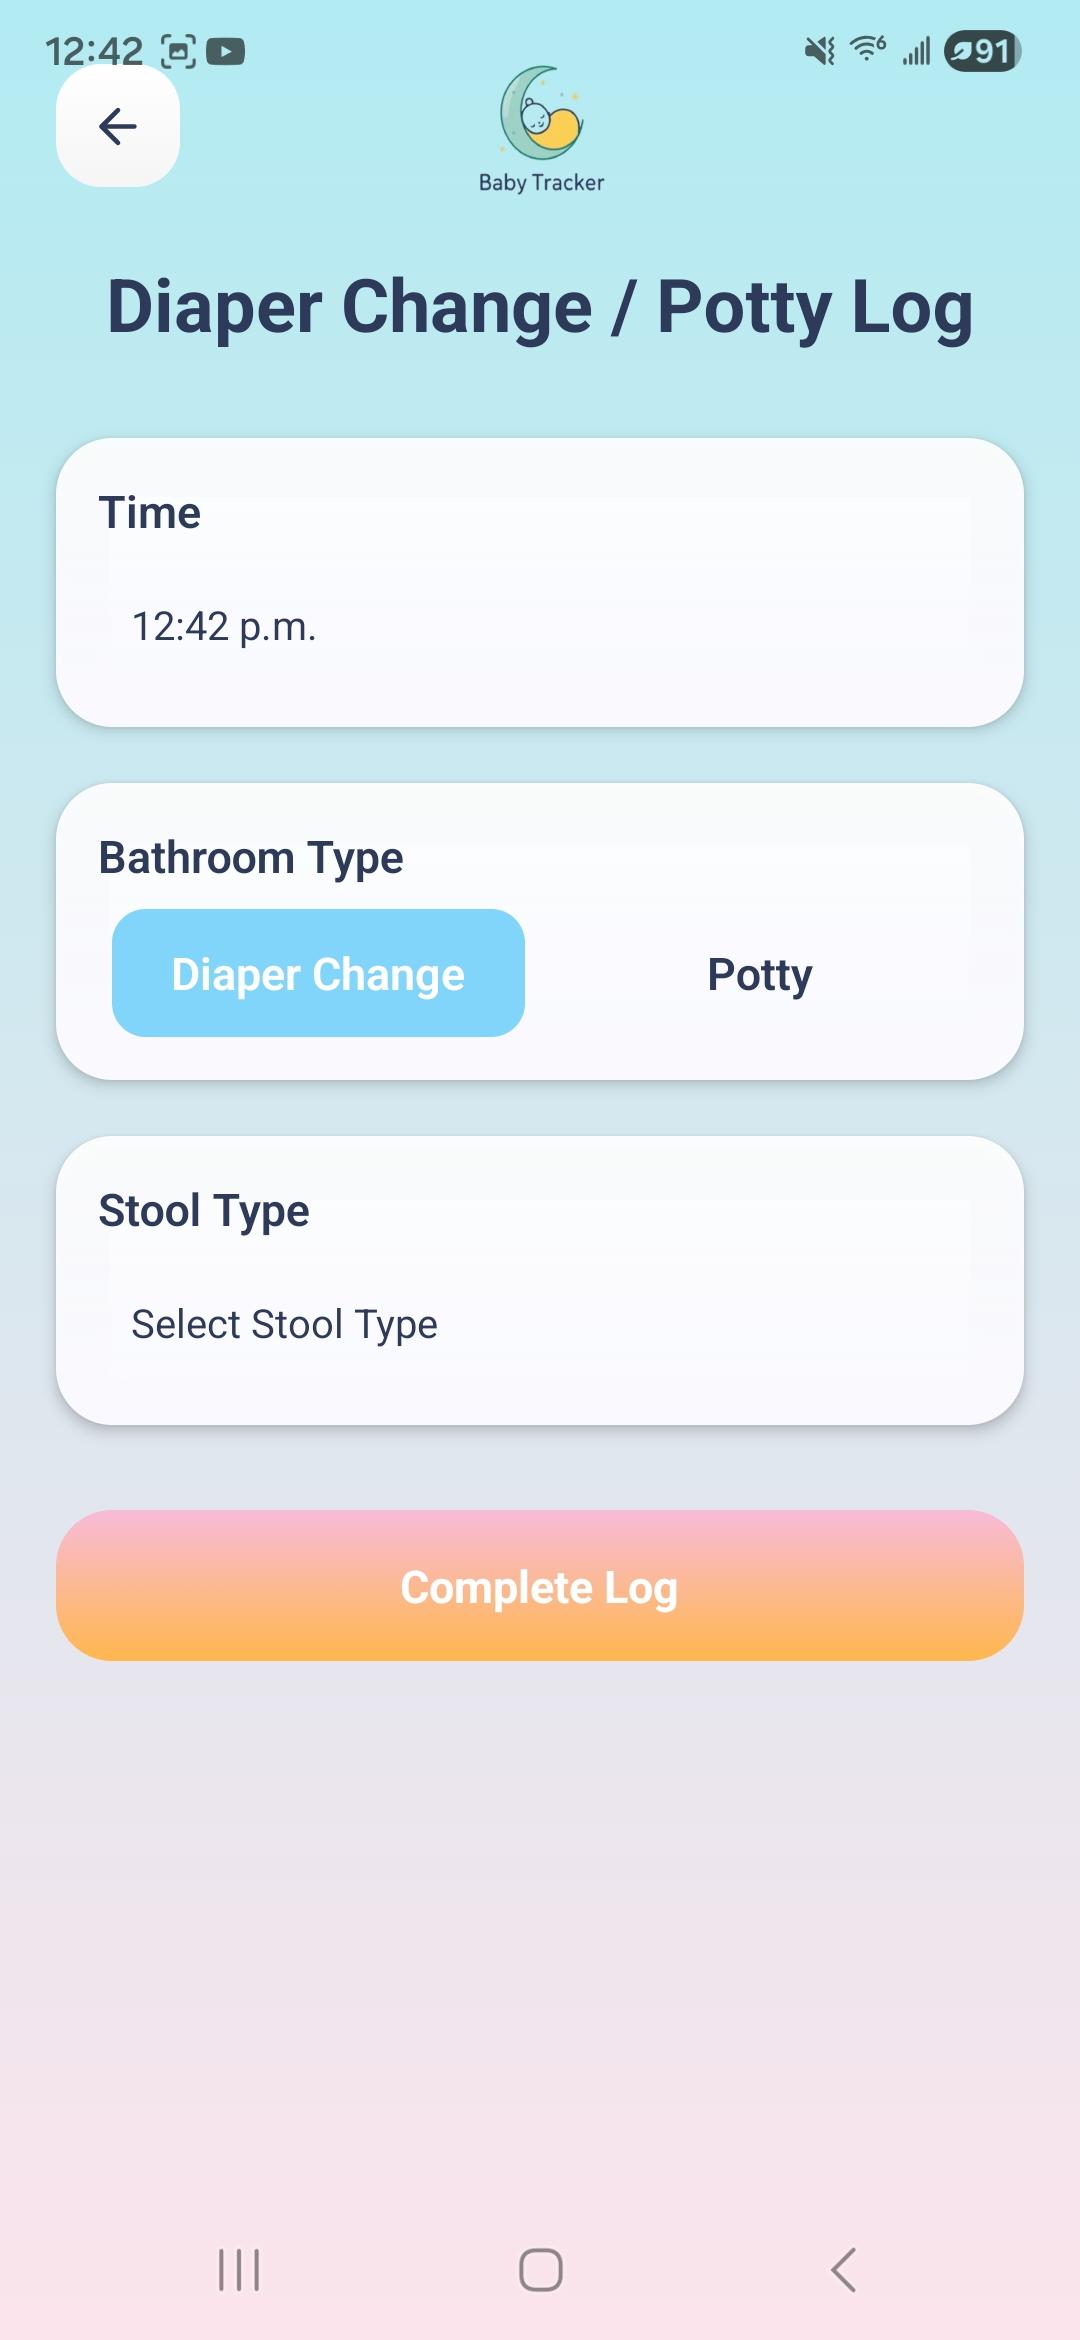 12:42
6
91
Baby Tracker
Diaper Change / Potty Log
Time
12:42 p.m.
Bathroom Type
Diaper Change
Potty
Stool Type
Select Stool Type
Complete Log